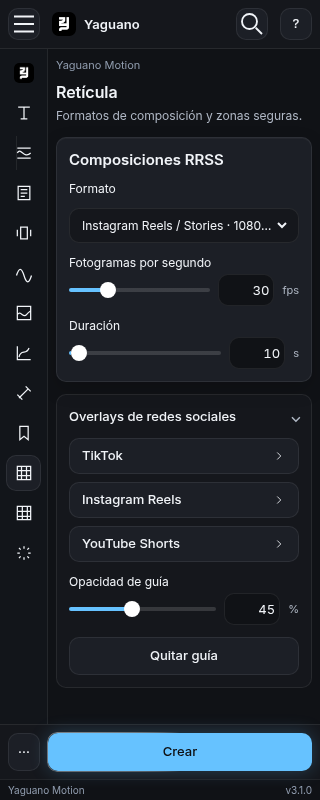 Yaguano
?
Yaguano Motion
Retícula
Formatos de composición y zonas seguras.
Composiciones RRSS
Formato
Instagram Reels / Stories · 1080...
Fotogramas por segundo
30 fps
Duración
10 s
Overlays de redes sociales
TikTok
Instagram Reels
YouTube Shorts
Opacidad de guía
45 %
Quitar guía
...
Crear
Yaguano Motion
v3.1.0